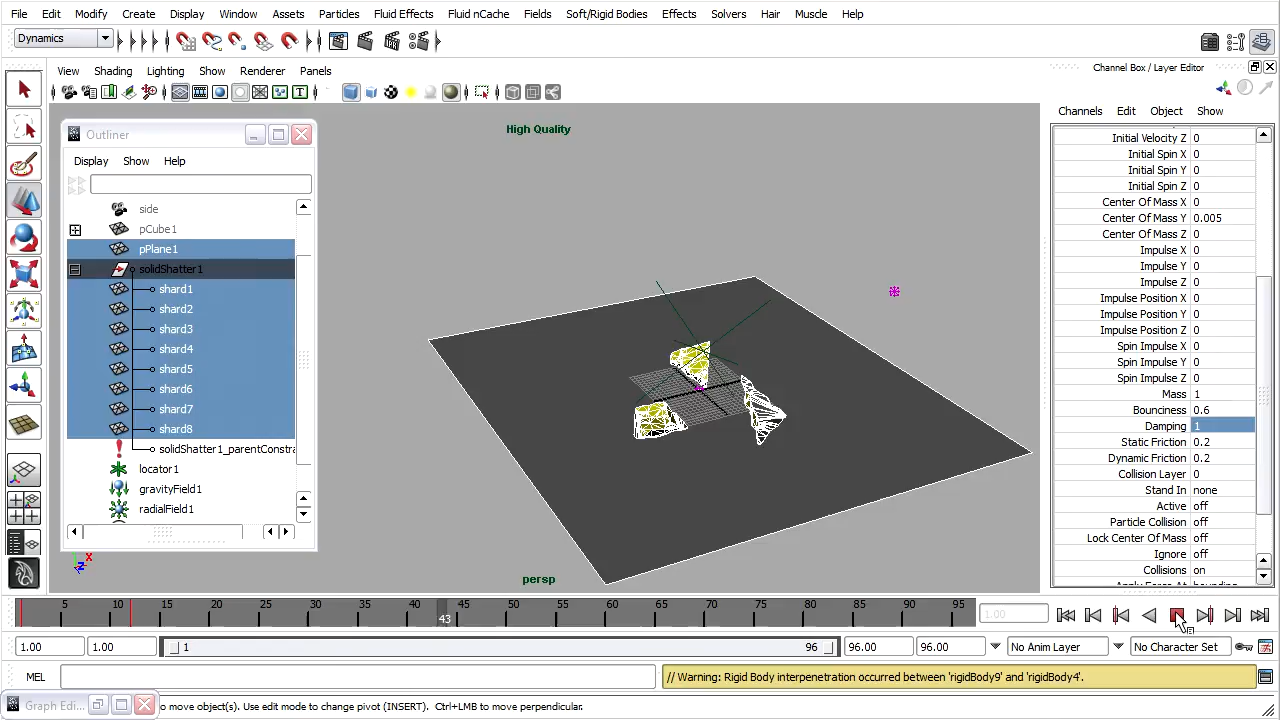 File Edit Modify Create Display Window Assets Particles Fluid Effects Fluid nCache Fields Soft/Rigid Bodies Effects Solvers Hair Muscle Help
Dynamics
Channel Box / Layer Editor
View Shading Lighting Show Renderer Panels
Channels Edit Object Show
High Quality
Outliner
Display Show Help
side
pCube1
pPlane1
solidShatter1
shard1
shard2
shard3
shard4
shard5
shard6
shard7
shard8
solidShatter1_parentConstra
locator1
gravityField1
radialField1
Initial Velocity Z 0
Initial Spin X 0
Initial Spin Y 0
Initial Spin Z 0
Center Of Mass X 0
Center Of Mass Y 0.005
Center Of Mass Z 0
Impulse X 0
Impulse Y 0
Impulse Z 0
Impulse Position X 0
Impulse Position Y 0
Impulse Position Z 0
Spin Impulse X 0
Spin Impulse Y 0
Spin Impulse Z 0
Mass 1
Bounciness 0.6
Damping 1
Static Friction 0.2
Dynamic Friction 0.2
Collision Layer 0
Stand In none
Active off
Particle Collision off
Lock Center Of Mass off
Ignore off
Collisions on
X
Z
persp
5 10 15 20 25 30 35 40 43 45 50 55 60 65 70 75 80 85 90 95 1.00
1.00 1.00 1 96 96.00 96.00 No Anim Layer No Character Set
MEL // Warning: Rigid Body interpenetration occurred between 'rigidBody9' and 'rigidBody4'.
Graph Edi... o move object(s). Use edit mode to change pivot (INSERT). Ctrl+LMB to move perpendicular.